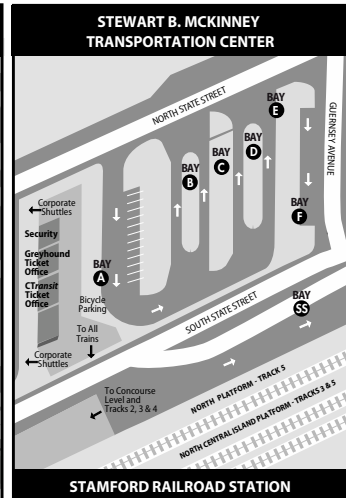 STEWART B. MCKINNEY
TRANSPORTATION CENTER
NORTH STATE STREET
GUERNSEY AVENUE
BAY
E
BAY
D
BAY
C
BAY
B
BAY
F
Corporate
Shuttles
Security
Greyhound
Ticket
Office
CTransit
Ticket
Office
BAY
A
Bicycle
Parking
To All
Trains
Corporate
Shuttles
SOUTH STATE STREET
BAY
SS
To Concourse
Level and
Tracks 2, 3 & 4
NORTH PLATFORM - TRACK 5
NORTH CENTRAL ISLAND PLATFORM - TRACKS 3 & 5
STAMFORD RAILROAD STATION